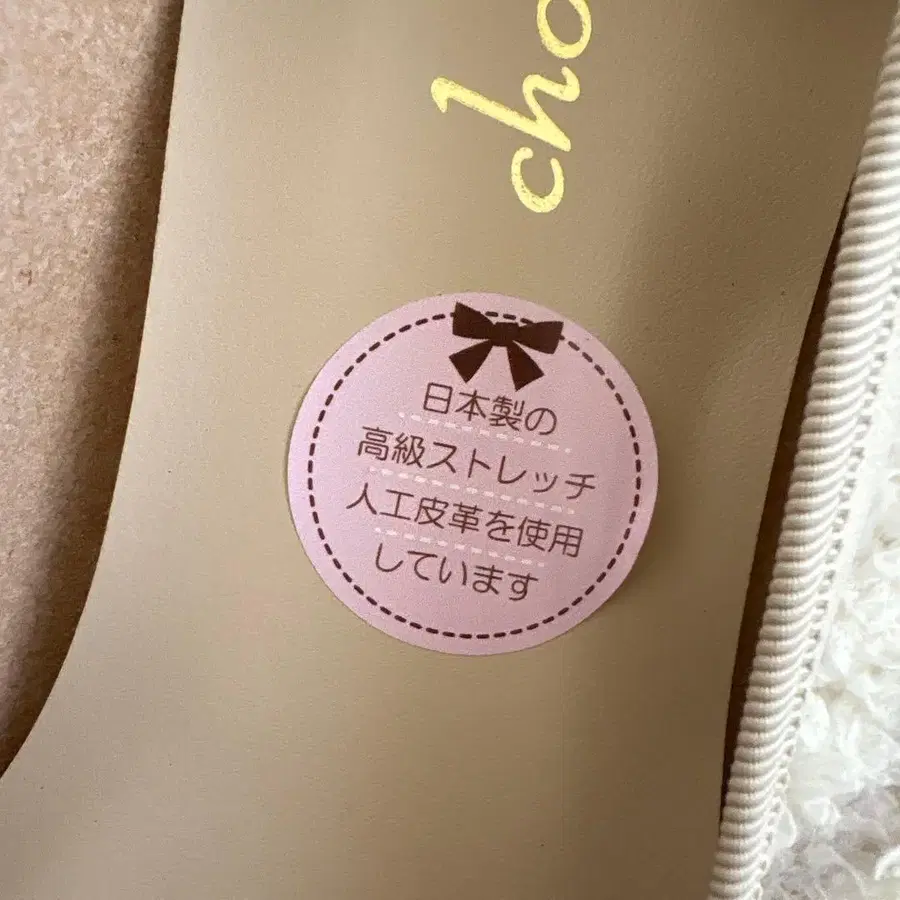 cho
日本製の
高級ストレッチ
人工皮革を使用
しています